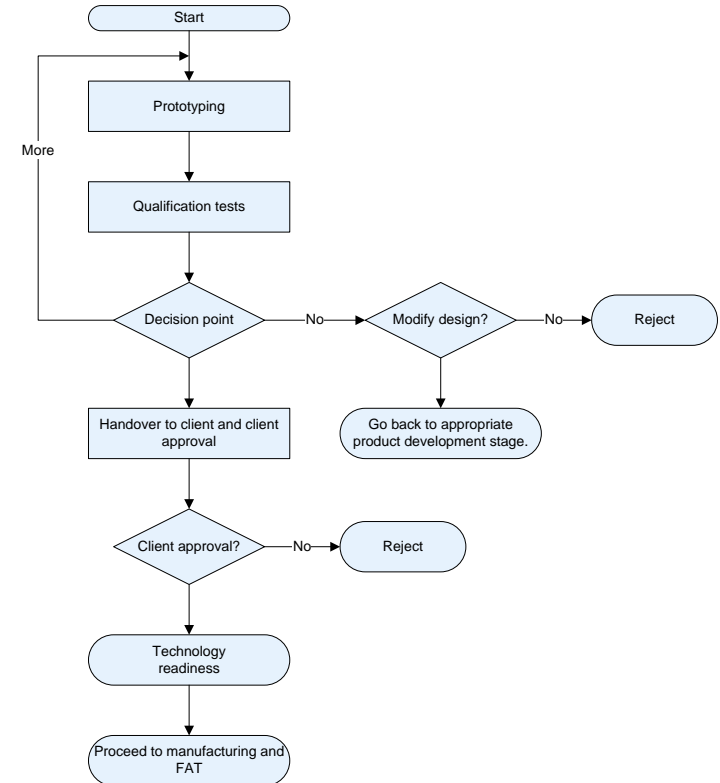 Start
Prototyping
More
Qualification tests
Decision point
No
Modify design?
No
Reject
Handover to client and client
approval
Go back to appropriate
product development stage.
Client approval?
No
Reject
Technology
readiness
Proceed to manufacturing and
FAT